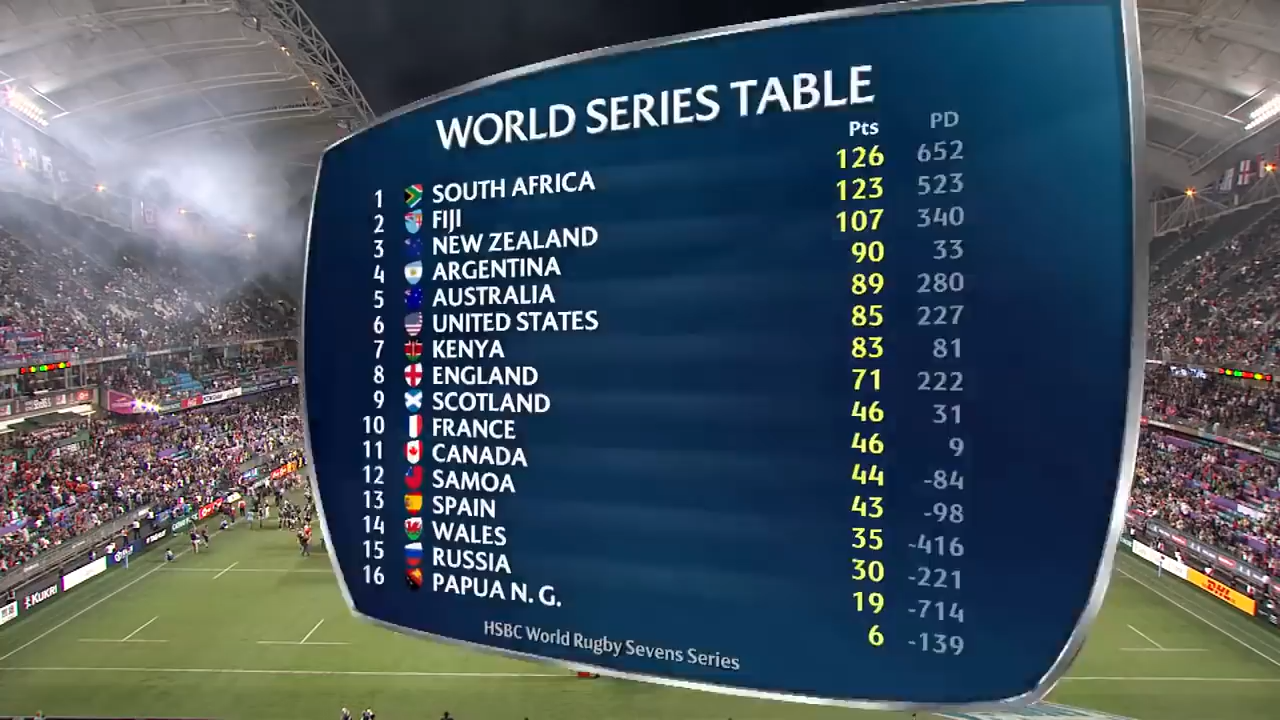 WORLD SERIES TABLE
Pts PD
1 SOUTH AFRICA 126 652
2 FIJI 123 523
3 NEW ZEALAND 107 340
4 ARGENTINA 90 33
5 AUSTRALIA 89 280
6 UNITED STATES 85 227
7 KENYA 83 81
8 ENGLAND 71 222
9 SCOTLAND 46 31
10 FRANCE 46 9
11 CANADA 44 -84
12 SAMOA 43 -98
13 SPAIN 35 -416
14 WALES 30 -221
15 RUSSIA 19 -714
16 PAPUA N. G. 6 -139
HSBC World Rugby Sevens Series
KUKRI
DHL